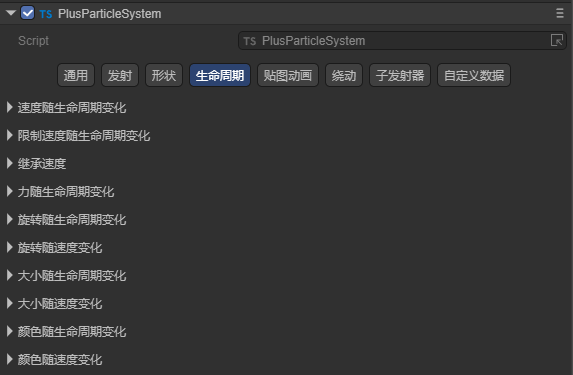 TS PlusParticleSystem
Script TS PlusParticleSystem
通用 发射 形状 生命周期 贴图动画 绕动 子发射器 自定义数据
速度随生命周期变化
限制速度随生命周期变化
继承速度
力随生命周期变化
旋转随生命周期变化
旋转随速度变化
大小随生命周期变化
大小随速度变化
颜色随生命周期变化
颜色随速度变化